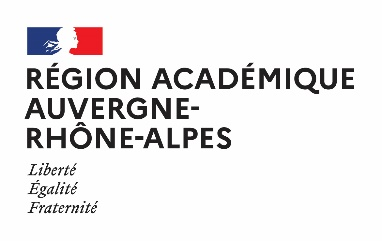 RÉGION ACADÉMIQUE
AUVERGNE-
RHÔNE-ALPES
Liberté
Égalité
Fraternité